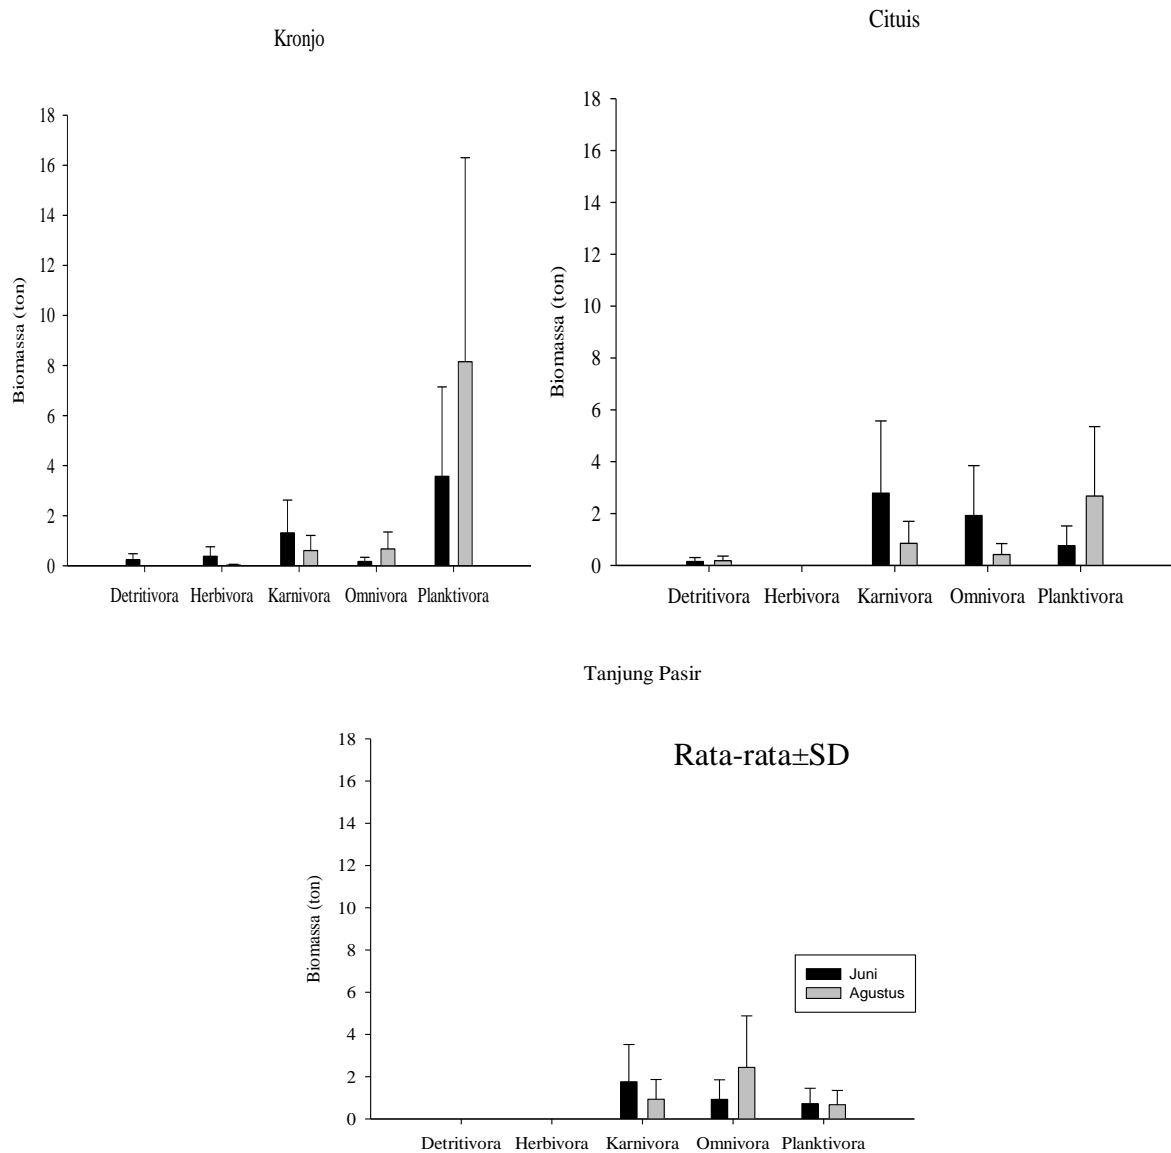 Kronjo
18
16
14
12
10
8
6
4
2
0
Biomassa (ton)
Detritivora Herbivora Karnivora Omnivora Planktivora
Cituis
18
16
14
12
10
8
6
4
2
0
Biomassa (ton)
Detritivora Herbivora Karnivora Omnivora Planktivora
Tanjung Pasir
Rata-rata±SD
18
16
14
12
10
8
6
4
2
0
Biomassa (ton)
Juni
Agustus
Detritivora Herbivora Karnivora Omnivora Planktivora